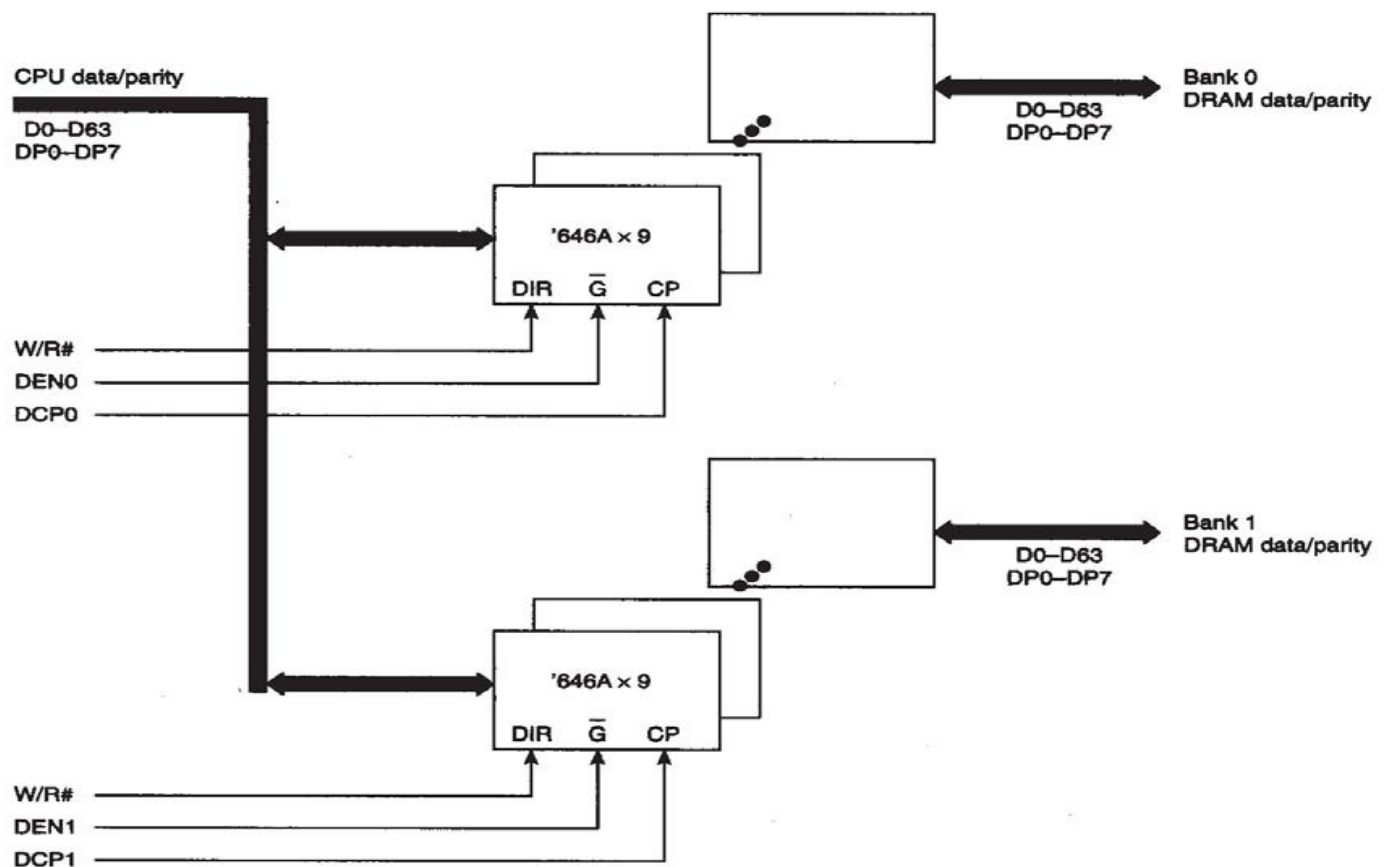 CPU data/parity
D0–D63
DP0–DP7
Bank 0
DRAM data/parity
D0–D63
DP0–DP7
'646A × 9
DIR G̅ CP
W/R#
DEN0
DCP0
Bank 1
DRAM data/parity
D0–D63
DP0–DP7
'646A × 9
DIR G̅ CP
W/R#
DEN1
DCP1